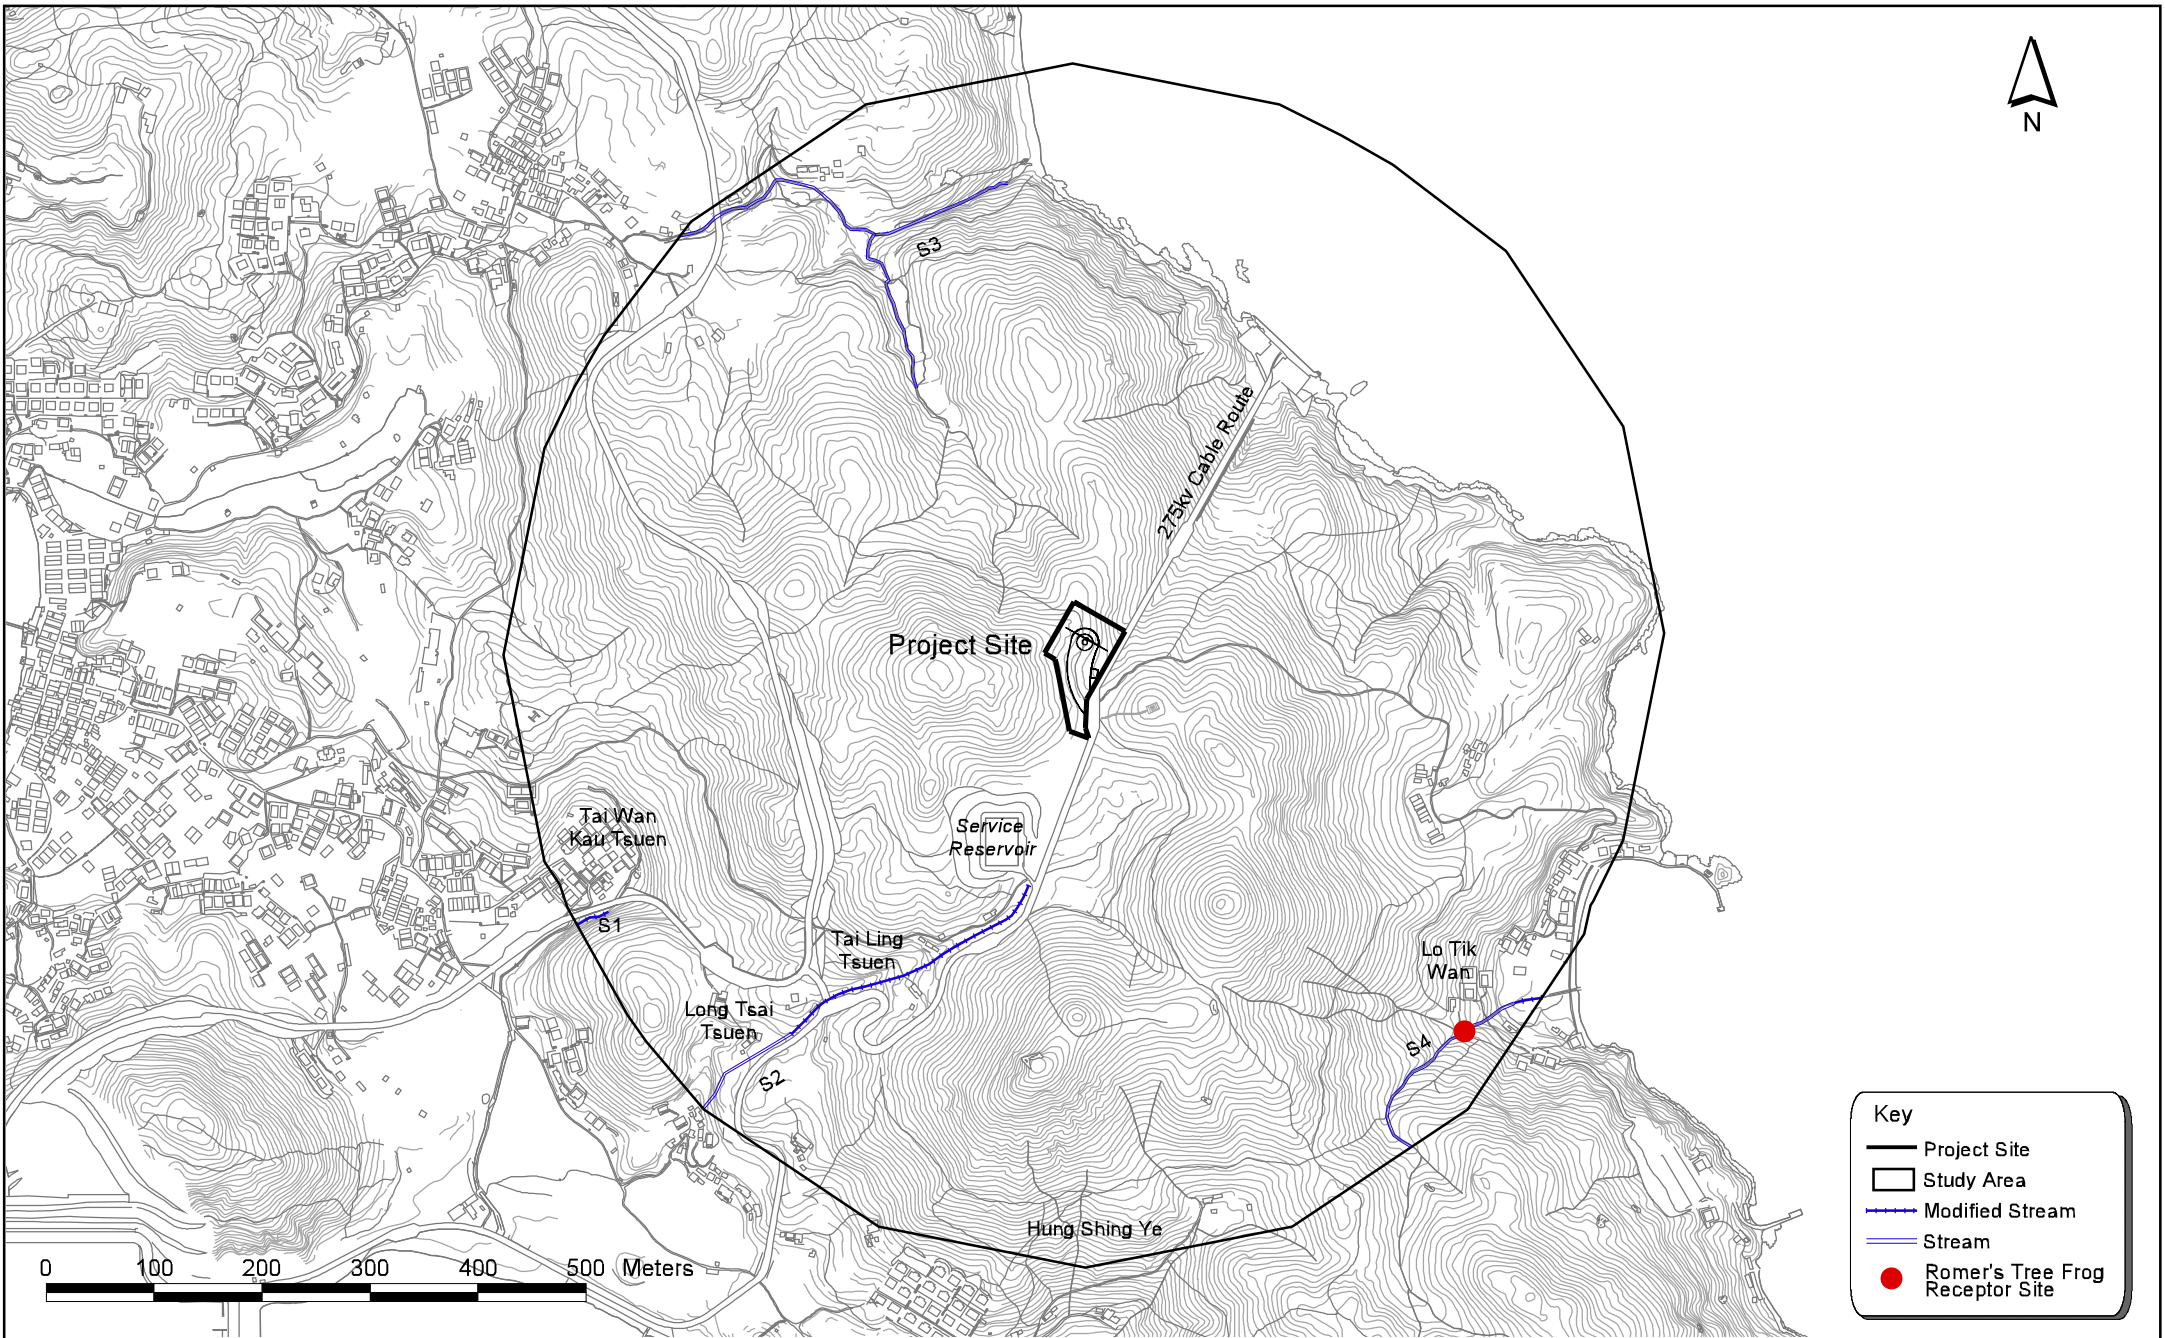 N
S3
275kv Cable Route
Project Site
Tai Wan
Kau Tsuen
Service
Reservoir
S1
Tai Ling
Tsuen
Lo Tik
Wan
Long Tsai
Tsuen
S4
S2
Hung Shing Ye
0 100 200 300 400 500 Meters
Key
Project Site
Study Area
Modified Stream
Stream
Romer's Tree Frog
Receptor Site